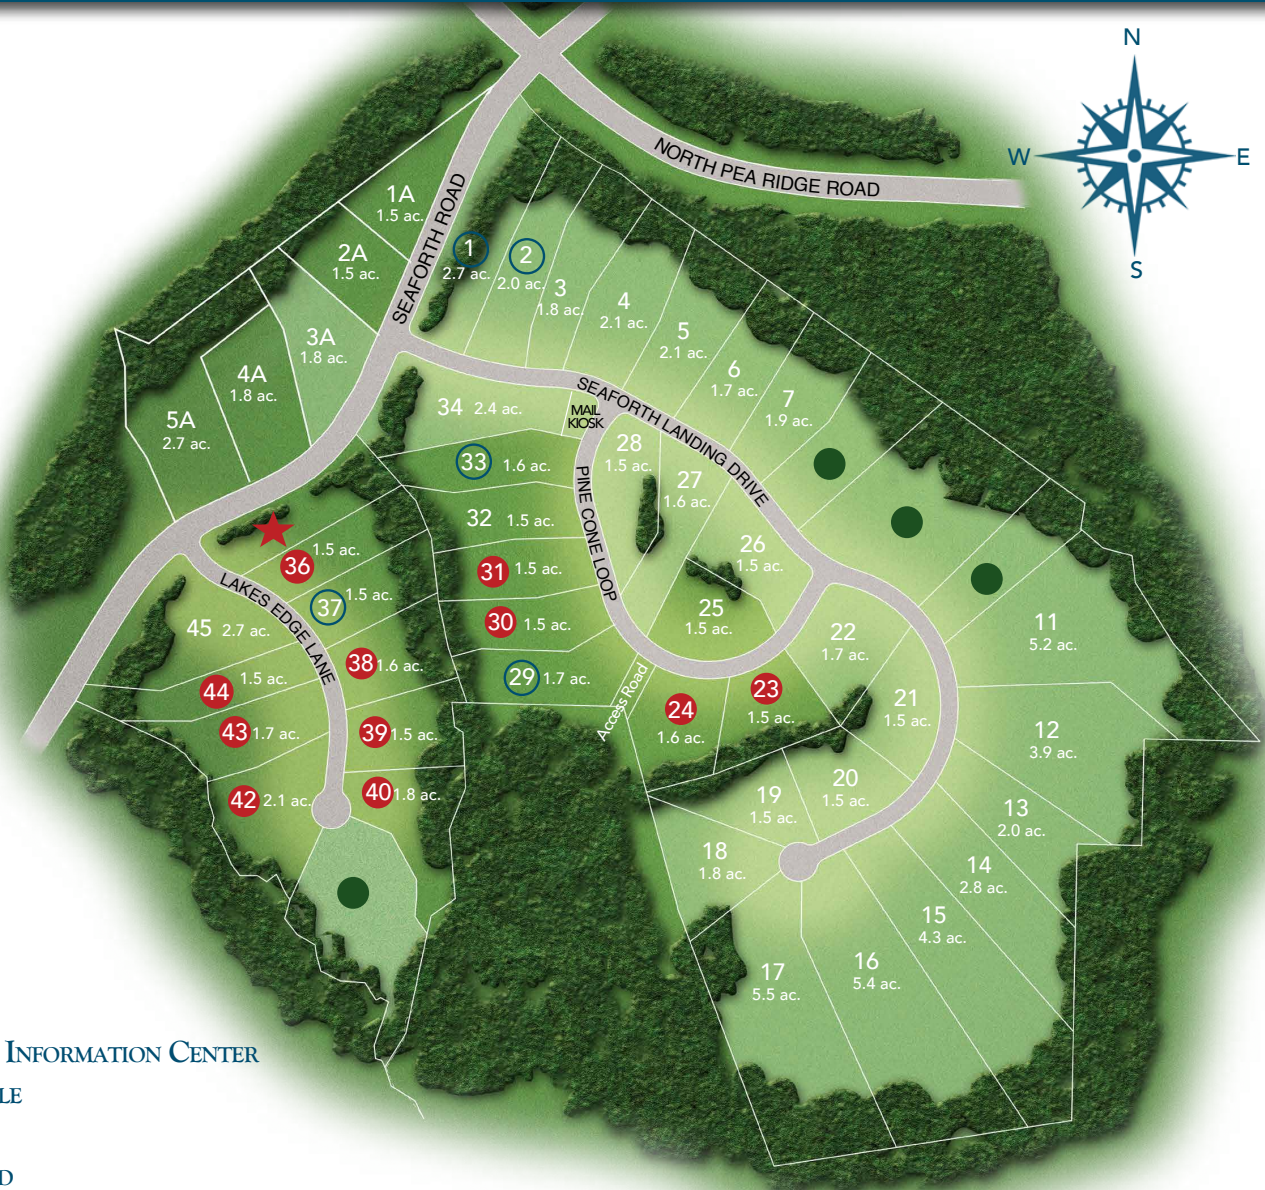 N
W
E
S
NORTH PEA RIDGE ROAD
SEAFORTH ROAD
1A
1.5 ac.
2A
1.5 ac.
3A
1.8 ac.
4A
1.8 ac.
5A
2.7 ac.
1
2.7 ac.
2
2.0 ac.
3
1.8 ac.
4
2.1 ac.
5
2.1 ac.
6
1.7 ac.
7
1.9 ac.
SEAFORTH LANDING DRIVE
MAIL
KIOSK
34 2.4 ac.
33 1.6 ac.
32 1.5 ac.
31 1.5 ac.
30 1.5 ac.
29 1.7 ac.
PINE CONE LOOP
28
1.5 ac.
27
1.6 ac.
26
1.5 ac.
25
1.5 ac.
Access Road
24
1.6 ac.
23
1.5 ac.
22
1.7 ac.
21
1.5 ac.
20
1.5 ac.
19
1.5 ac.
18
1.8 ac.
17
5.5 ac.
16
5.4 ac.
15
4.3 ac.
14
2.8 ac.
13
2.0 ac.
12
3.9 ac.
11
5.2 ac.
LAKES EDGE LANE
36 1.5 ac.
37 1.5 ac.
38 1.6 ac.
39 1.5 ac.
40 1.8 ac.
45 2.7 ac.
44 1.5 ac.
43 1.7 ac.
42 2.1 ac.
INFORMATION CENTER
LE
D